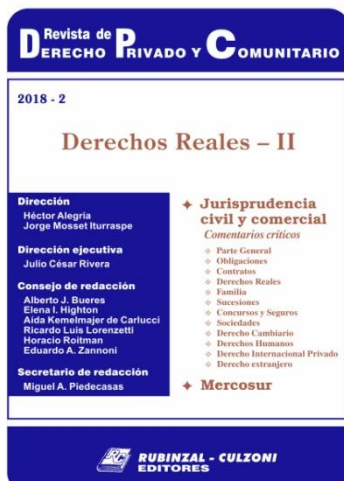 Revista de
DERECHO PRIVADO Y COMUNITARIO
2018 - 2
Derechos Reales – II
Dirección
Héctor Alegria
Jorge Mosset Iturraspe
Dirección ejecutiva
Julio César Rivera
Consejo de redacción
Alberto J. Bueres
Elena I. Highton
Aída Kemelmajer de Carlucci
Ricardo Luis Lorenzetti
Horacio Roitman
Eduardo A. Zannoni
Secretario de redacción
Miguel A. Piedecasas
Jurisprudencia
civil y comercial
Comentarios críticos
Parte General
Obligaciones
Contratos
Derechos Reales
Familia
Sucesiones
Concursos y Seguros
Sociedades
Derecho Cambiario
Derechos Humanos
Derecho Internacional Privado
Derecho extranjero
Mercosur
RC
RUBINZAL - CULZONI
EDITORES